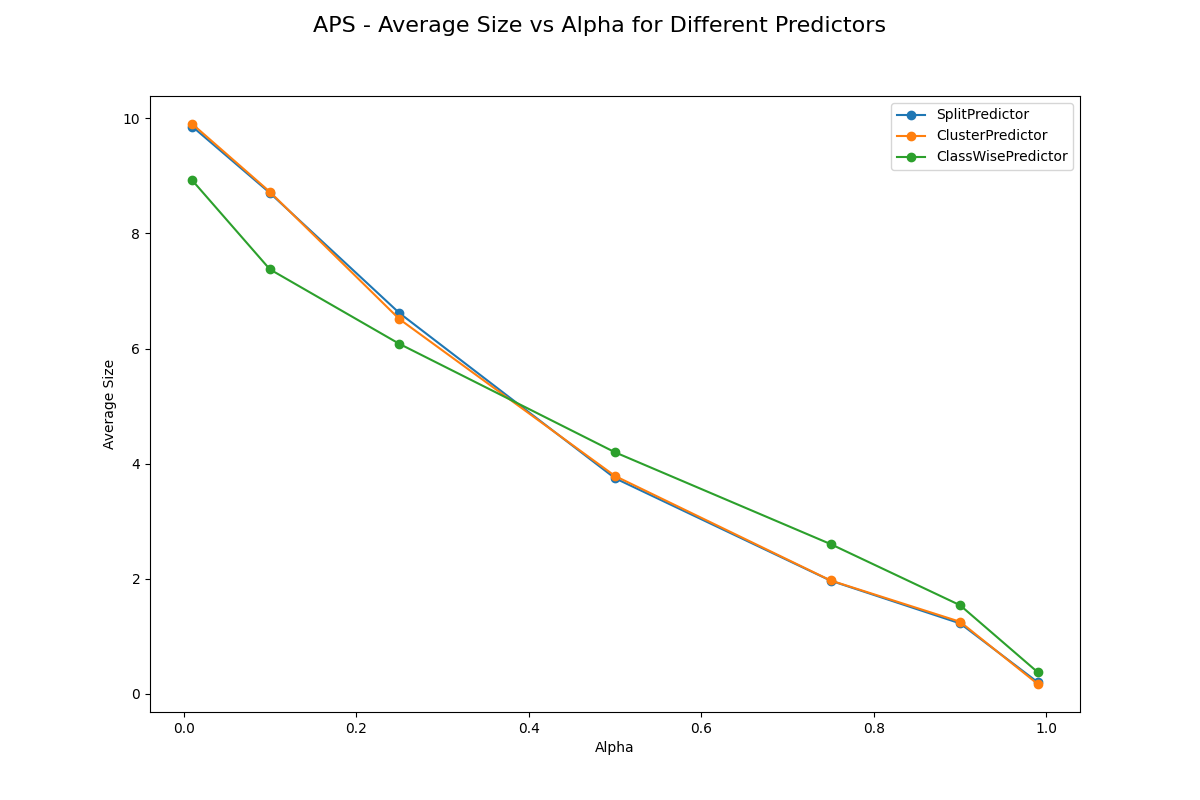 APS - Average Size vs Alpha for Different Predictors
SplitPredictor
ClusterPredictor
ClassWisePredictor
10
8
6
4
2
0
Average Size
0.0 0.2 0.4 0.6 0.8 1.0
Alpha